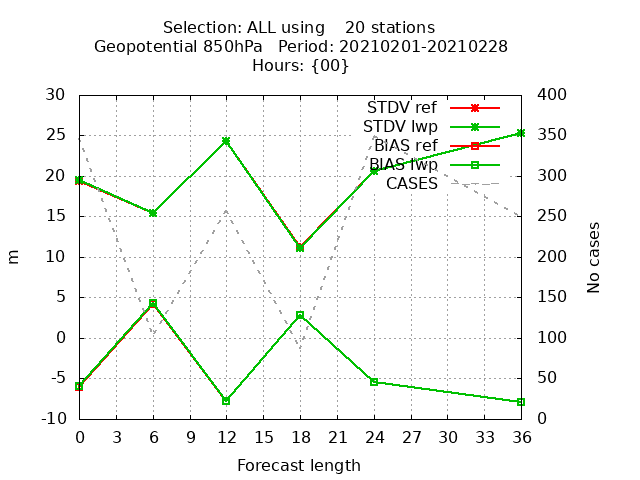 Selection: ALL using    20 stations
Geopotential 850hPa   Period: 20210201-20210228
Hours: {00}
30
25
20
15
10
5
0
-5
-10
m
STDV ref
STDV lwp
BIAS ref
BIAS lwp
CASES
400
350
300
250
200
150
100
50
0
No cases
0 3 6 9 12 15 18 21 24 27 30 33 36
Forecast length